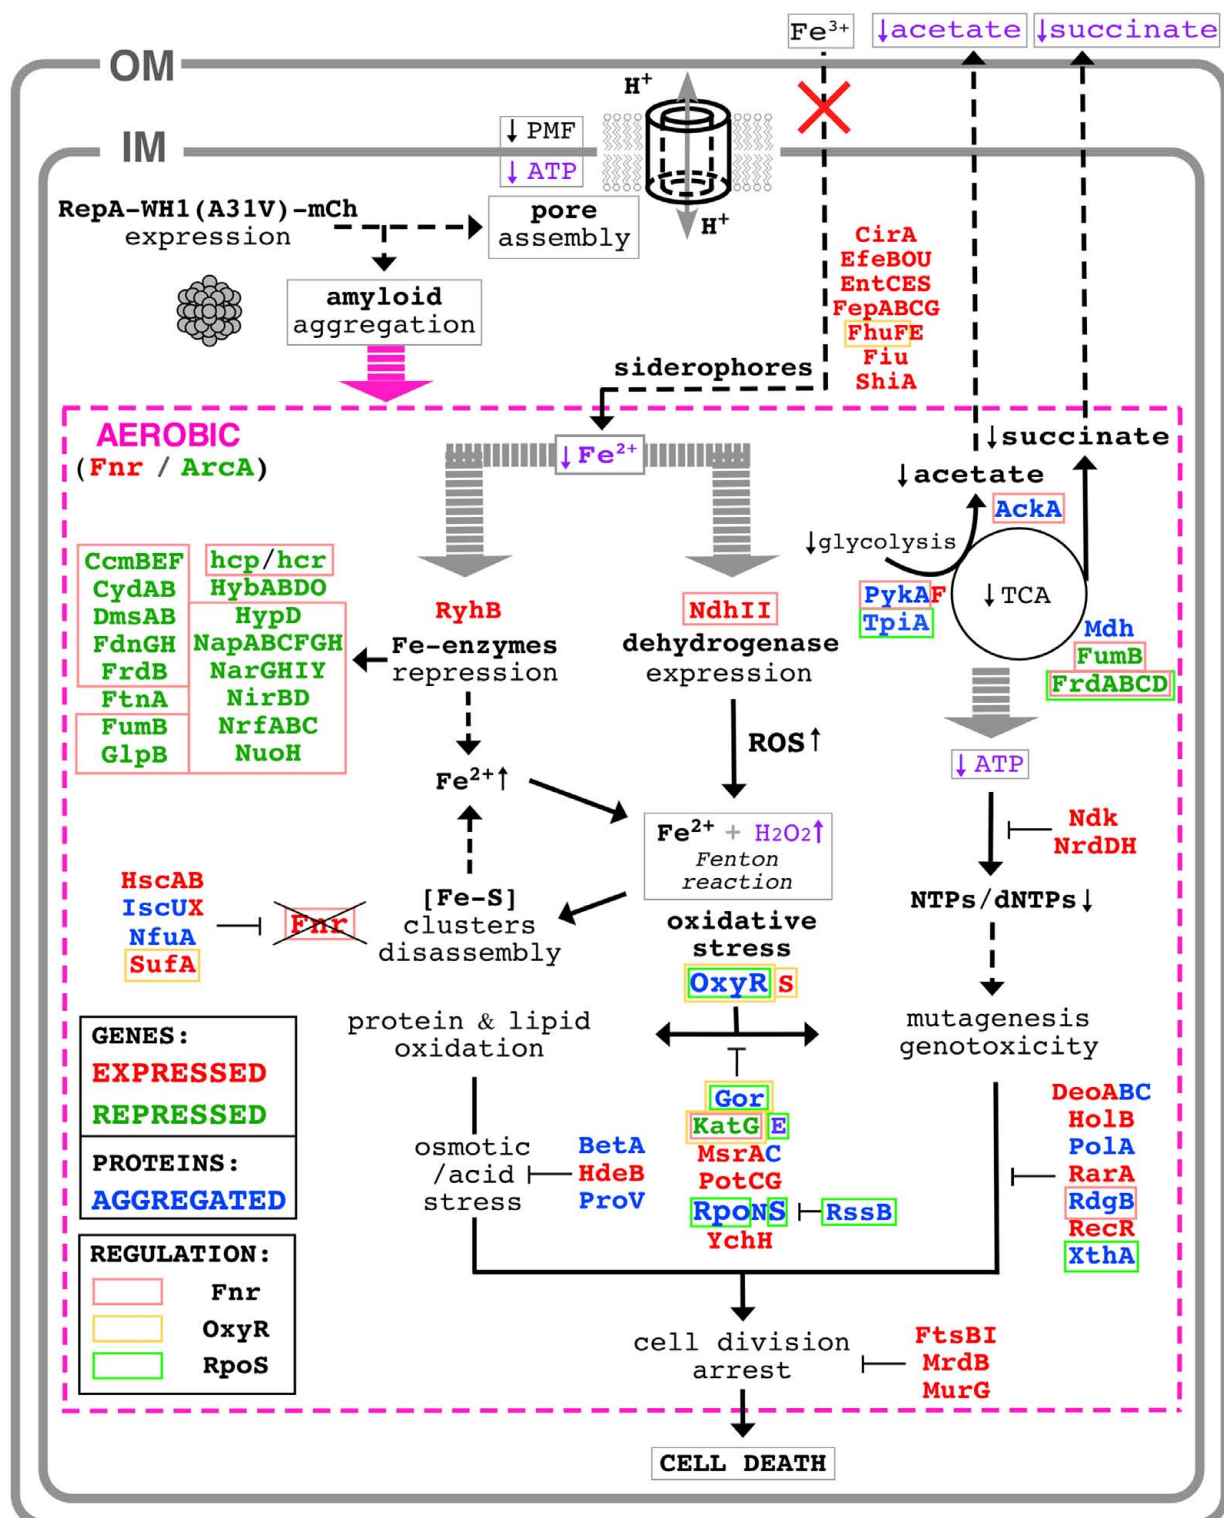 Fe³⁺
↓acetate
↓succinate
OM
H⁺
IM
↓ PMF
↓ ATP
RepA-WH1(A31V)-mCh
expression
pore
assembly
H⁺
amyloid
aggregation
CirA
EfeBOU
EntCES
FepABCG
FhuFE
Fiu
ShiA
siderophores
AEROBIC
(Fnr / ArcA)
↓Fe²⁺
↓succinate
↓acetate
AckA
↓glycolysis
PykAF
TpiA
↓TCA
Mdh
FumB
FrdABCD
CcmBEF
CydAB
DmsAB
FdnGH
FrdB
FtnA
FumB
GlpB
hcp/hcr
HybABDO
HypD
NapABCFGH
NarGHIY
NirBD
NrfABC
NuoH
RyhB
Fe-enzymes
repression
NdhII
dehydrogenase
expression
ROS↑
↓ATP
Fe²⁺↑
Fe²⁺ + H2O2↑
Fenton
reaction
Ndk
NrdDH
NTPs/dNTPs↓
HscAB
IscUX
NfuA
SufA
Fnr
[Fe-S]
clusters
disassembly
oxidative
stress
OxyR S
protein & lipid
oxidation
mutagenesis
genotoxicity
GENES:
EXPRESSED
REPRESSED
PROTEINS:
AGGREGATED
REGULATION:
Fnr
OxyR
RpoS
osmotic
/acid
stress
BetA
HdeB
ProV
Gor
KatG E
MsrAC
PotCG
RpoNS
RssB
YchH
DeoABC
HolB
PolA
RarA
RdgB
RecR
XthA
cell division
arrest
FtsBI
MrdB
MurG
CELL DEATH